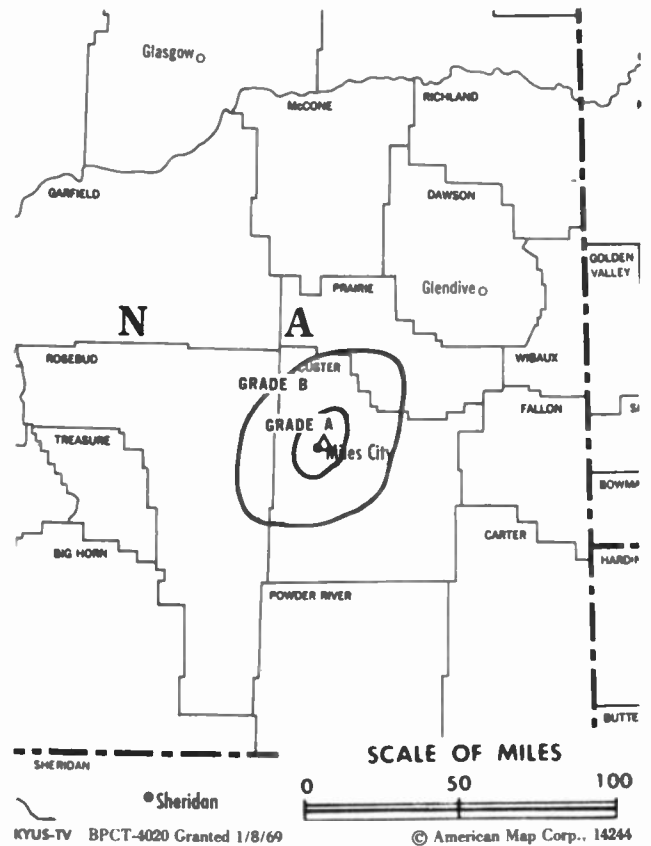 Glasgow
McCONE
RICHLAND
GARFIELD
DAWSON
GOLDEN
VALLEY
PRAIRIE
Glendive
N A
ROSEBUD
WIBAUX
CUSTER
GRADE B
FALLON
GRADE A
TREASURE
Miles City
BOWMA
CARTER
BIG HORN
HARDIN
POWDER RIVER
BUTTE
SCALE OF MILES
SHERIDAN
0 50 100
Sheridan
KYUS-TV BPCT-4020 Granted 1/8/69 © American Map Corp., 14244